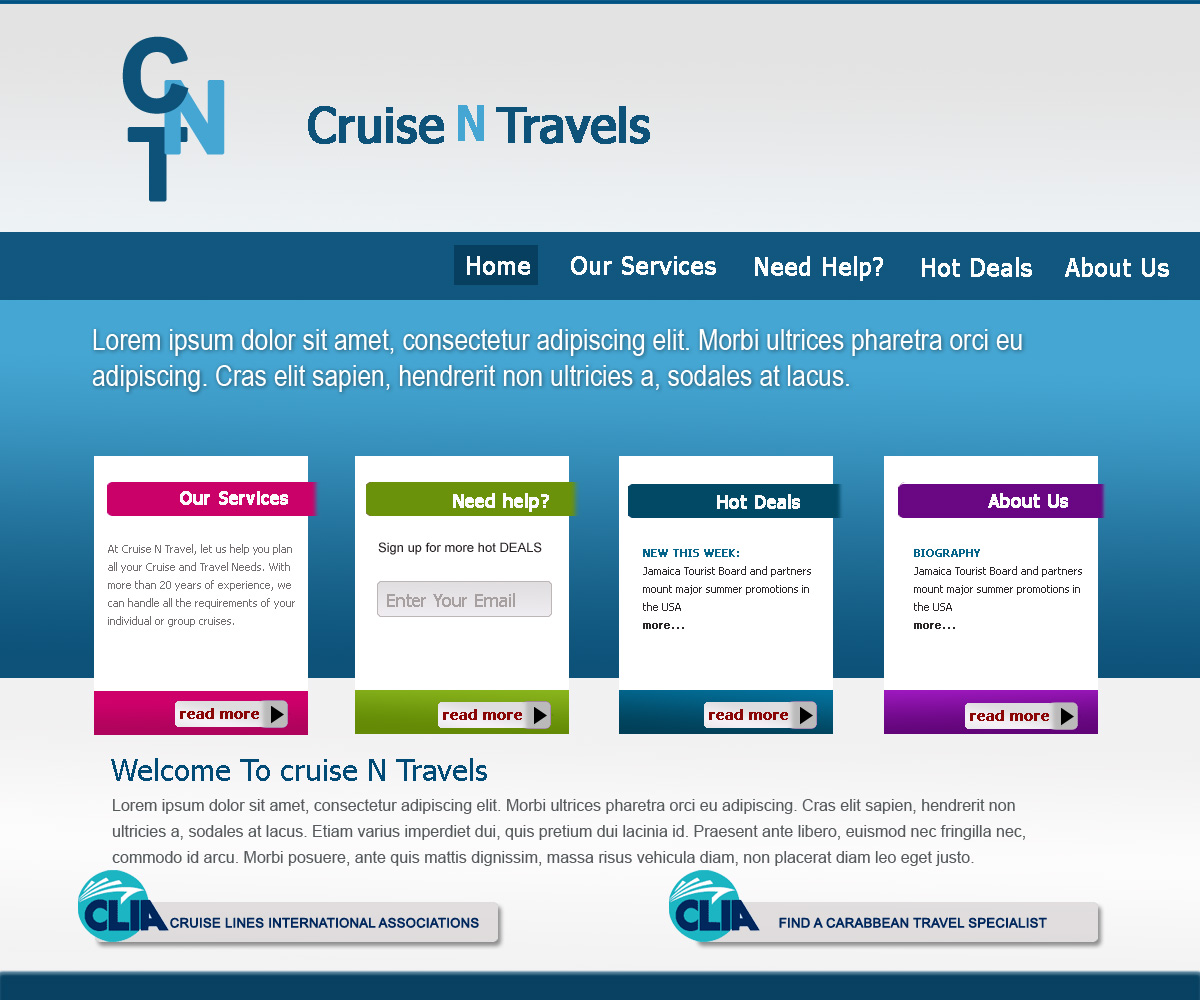 C
N
T
Cruise N Travels
Home
Our Services
Need Help?
Hot Deals
About Us
Lorem ipsum dolor sit amet, consectetur adipiscing elit. Morbi ultrices pharetra orci eu
adipiscing. Cras elit sapien, hendrerit non ultricies a, sodales at lacus.
Our Services
At Cruise N Travel, let us help you plan
all your Cruise and Travel Needs. With
more than 20 years of experience, we
can handle all the requirements of your
individual or group cruises.
read more
Need help?
Sign up for more hot DEALS
Enter Your Email
read more
Hot Deals
NEW THIS WEEK:
Jamaica Tourist Board and partners
mount major summer promotions in
the USA
more...
read more
About Us
BIOGRAPHY
Jamaica Tourist Board and partners
mount major summer promotions in
the USA
more...
read more
Welcome To cruise N Travels
Lorem ipsum dolor sit amet, consectetur adipiscing elit. Morbi ultrices pharetra orci eu adipiscing. Cras elit sapien, hendrerit non
ultricies a, sodales at lacus. Etiam varius imperdiet dui, quis pretium dui lacinia id. Praesent ante libero, euismod nec fringilla nec,
commodo id arcu. Morbi posuere, ante quis mattis dignissim, massa risus vehicula diam, non placerat diam leo eget justo.
CLIA CRUISE LINES INTERNATIONAL ASSOCIATIONS
CLIA FIND A CARABBEAN TRAVEL SPECIALIST